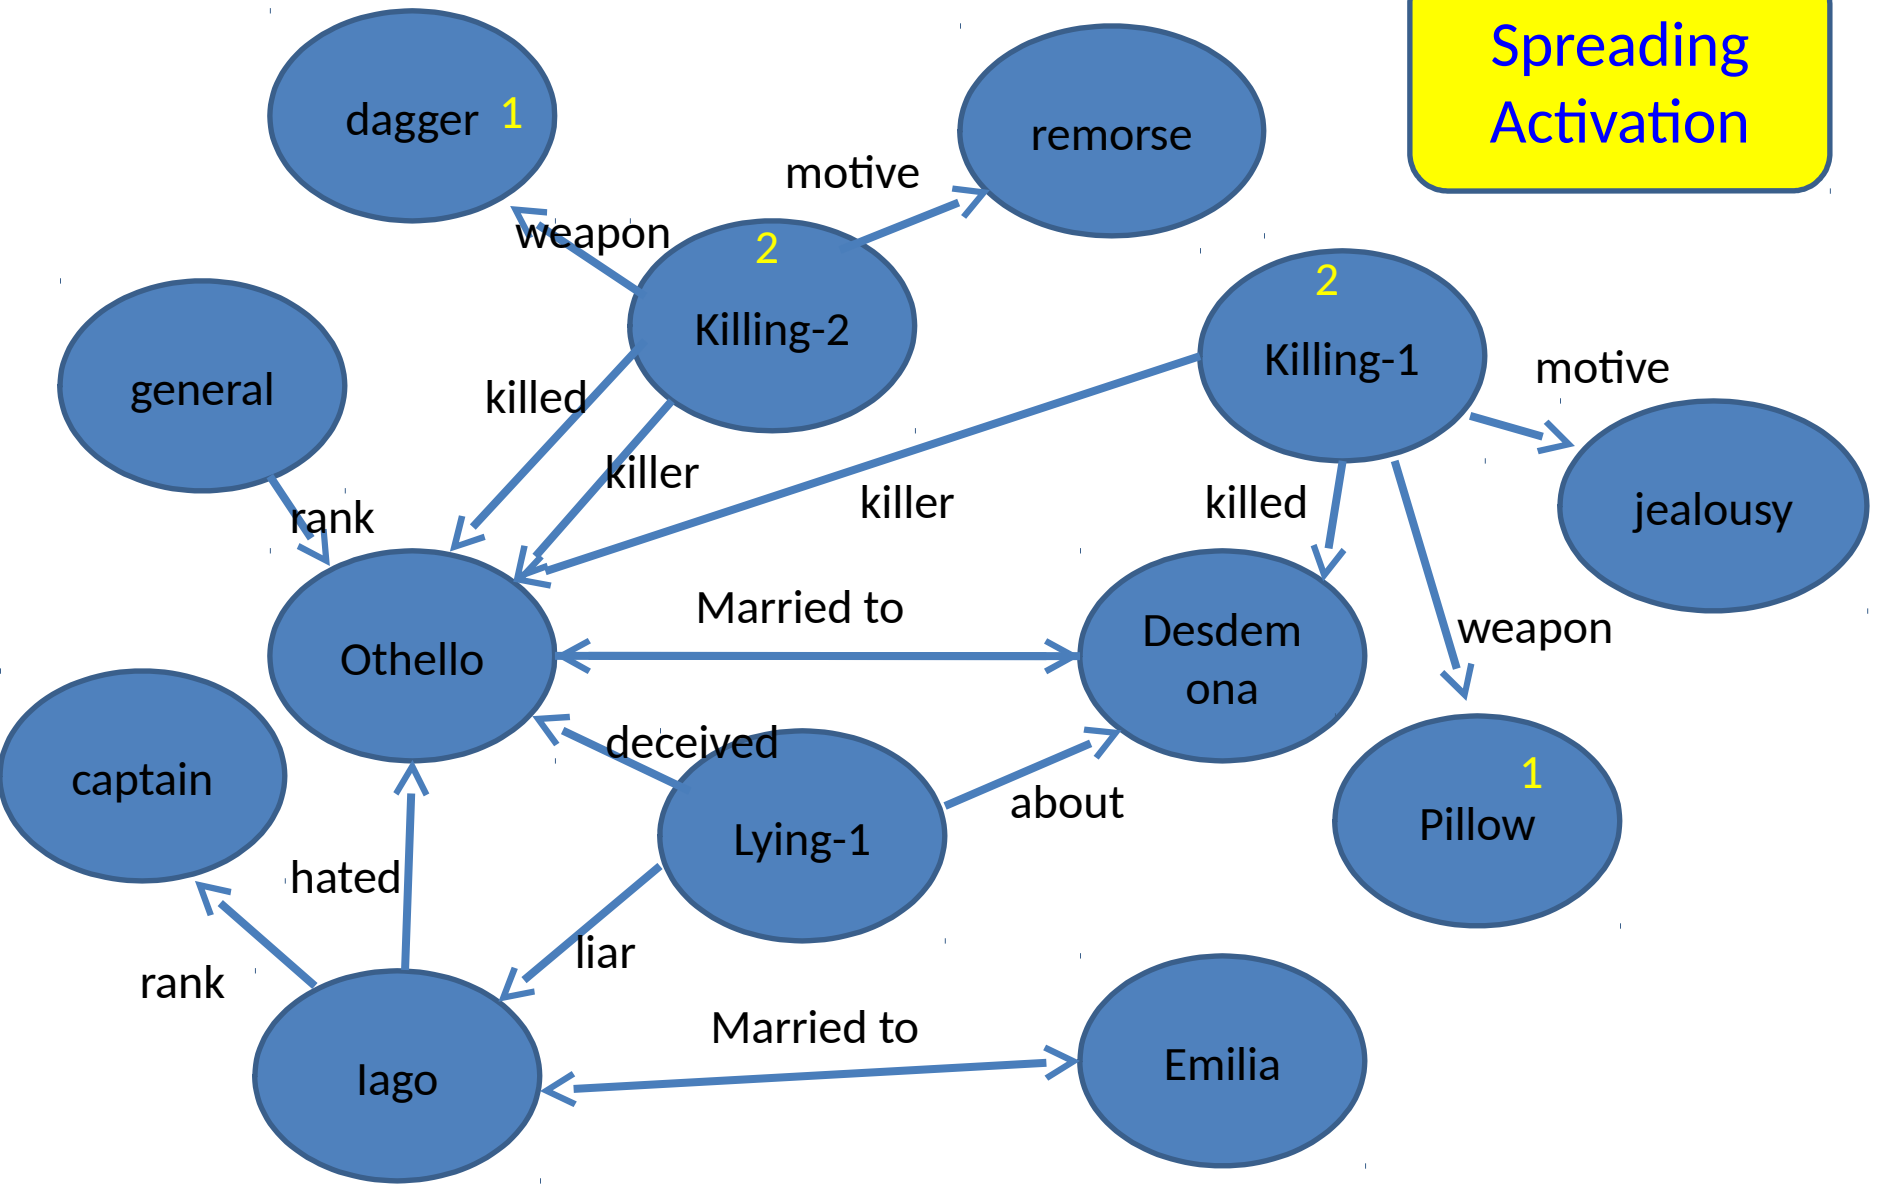 Spreading
Activation
dagger 1
remorse
motive
weapon
2
Killing-2
2
Killing-1
motive
general
killed
killer
killer
killed
jealousy
rank
Married to
Desdem
ona
weapon
Othello
deceived
captain
Lying-1
about
1
Pillow
hated
liar
rank
Married to
Iago
Emilia